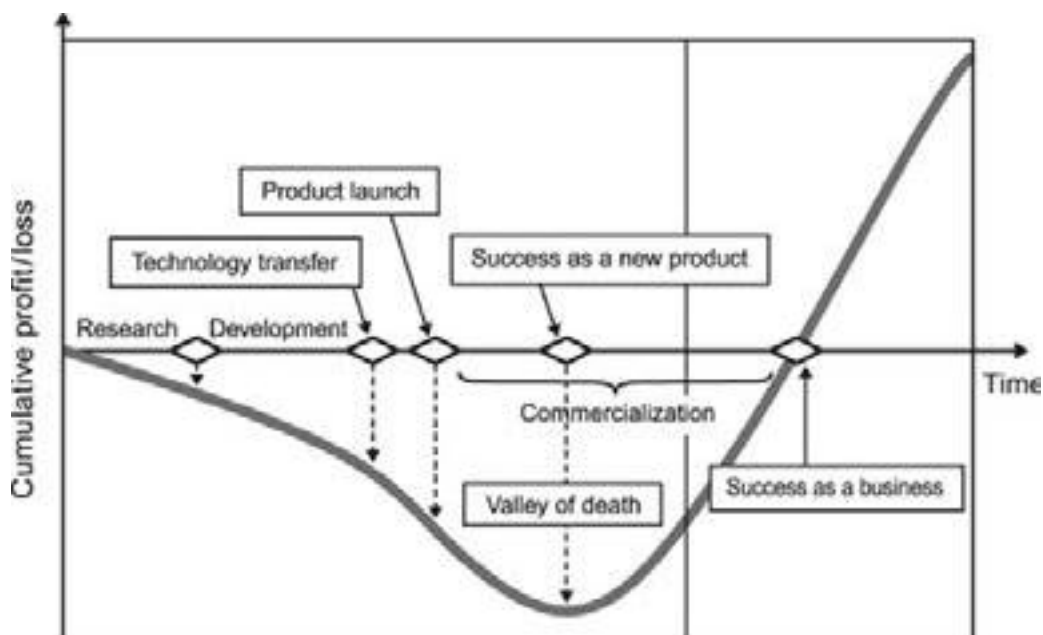 Cumulative profit/loss
Product launch
Technology transfer
Success as a new product
Research
Development
Time
Commercialization
Valley of death
Success as a business